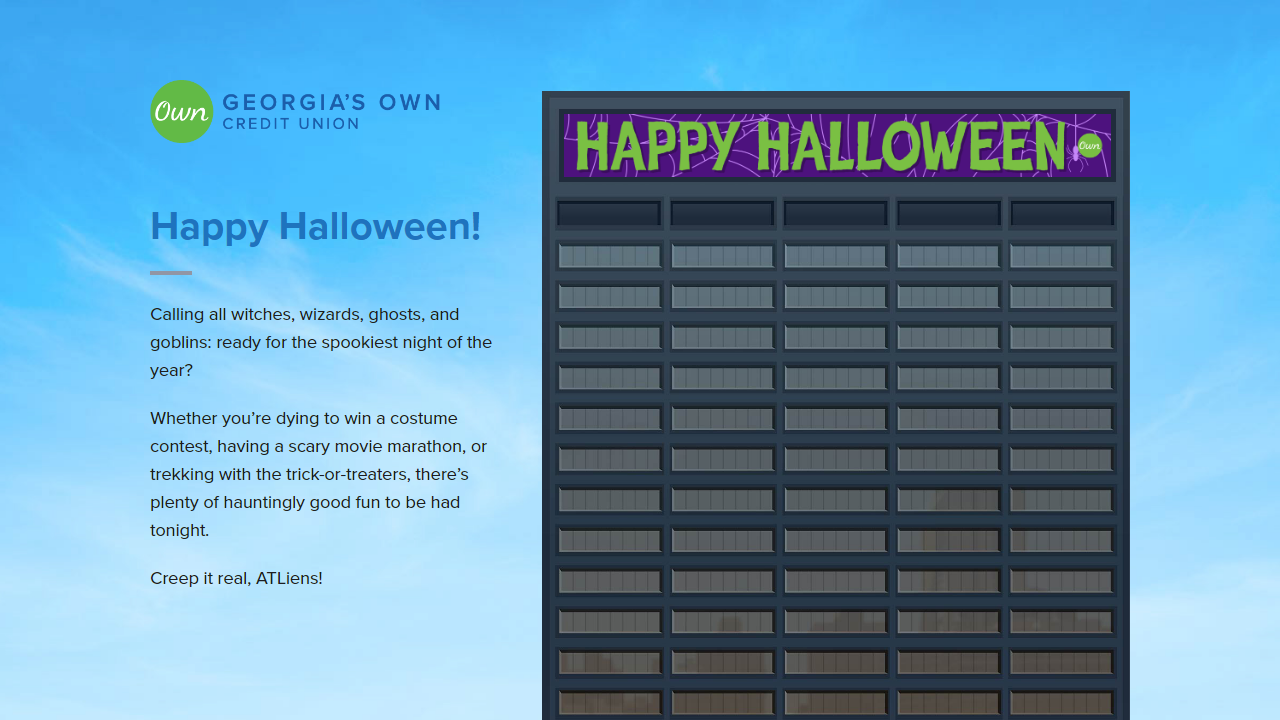 Own
GEORGIA'S OWN
CREDIT UNION
HAPPY HALLOWEEN
Own
Happy Halloween!
Calling all witches, wizards, ghosts, and
goblins: ready for the spookiest night of the
year?
Whether you’re dying to win a costume
contest, having a scary movie marathon, or
trekking with the trick-or-treaters, there’s
plenty of hauntingly good fun to be had
tonight.
Creep it real, ATLiens!